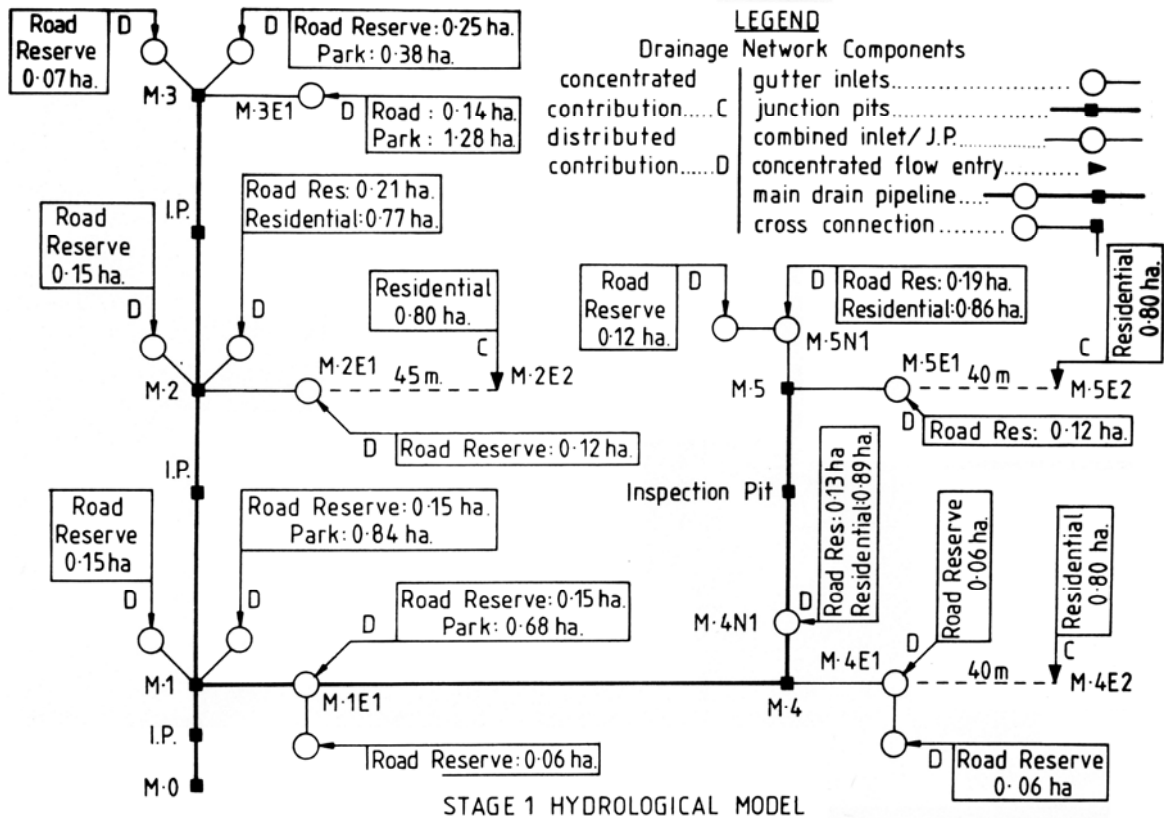 Road
Reserve
0·07 ha.
D
D
Road Reserve: 0·25 ha.
Park: 0·38 ha.
M·3
M·3E1
D
Road : 0·14 ha.
Park: 1·28 ha.
LEGEND
Drainage Network Components
concentrated
contribution.....C
distributed
contribution......D
gutter inlets
junction pits
combined inlet/J.P.
concentrated flow entry
main drain pipeline
cross connection
I.P.
Road Res: 0·21 ha.
Residential: 0·77 ha.
Road
Reserve
0·15 ha.
D
D
Residential
0·80 ha.
C
M·2
M·2E1
45 m.
M·2E2
D
Road Reserve: 0·12 ha.
Road
Reserve
0·12 ha.
D
D
Road Res: 0·19 ha.
Residential: 0·86 ha.
M·5N1
Residential
0·80 ha.
C
M·5
M·5E1
40 m
M·5E2
D
Road Res: 0·12 ha.
I.P.
Inspection Pit
Road
Reserve
0·15 ha
D
D
Road Reserve: 0·15 ha.
Park: 0·84 ha.
Road Res: 0·13 ha
Residential: 0·89 ha.
D
M·4N1
Road Reserve
0·06 ha.
D
Residential
0·80 ha.
C
Road Reserve: 0·15 ha.
Park: 0·68 ha.
D
M·1
M·1E1
M·4
M·4E1
40m
M·4E2
I.P.
Road Reserve: 0·06 ha.
D
Road Reserve
0·06 ha
M·0
STAGE 1 HYDROLOGICAL MODEL